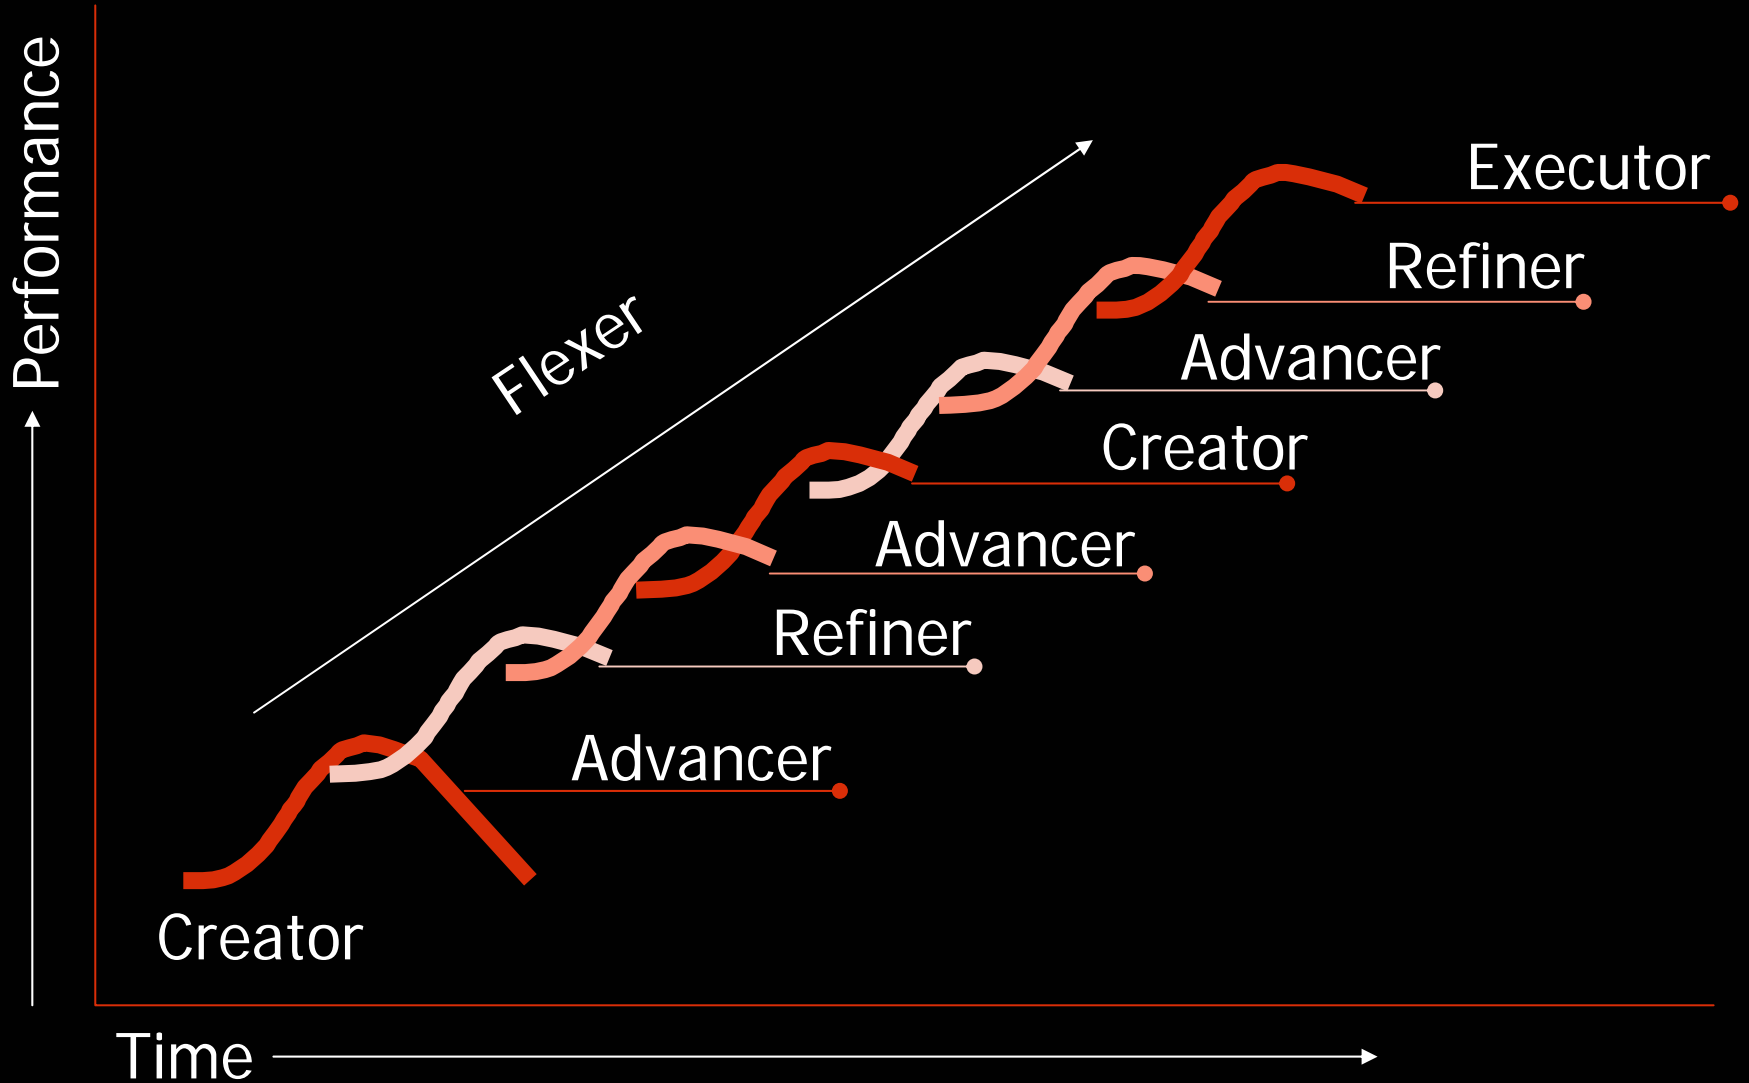 Performance
Executor
Refiner
Flexer
Advancer
Creator
Advancer
Refiner
Advancer
Creator
Time